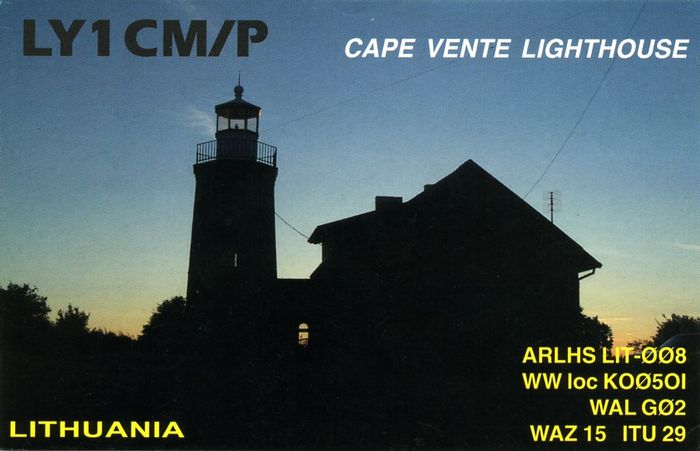 LY1CM/P
CAPE VENTE LIGHTHOUSE
ARLHS LIT-ØØ8
WW loc KOØ5OI
WAL GØ2
WAZ 15 ITU 29
LITHUANIA